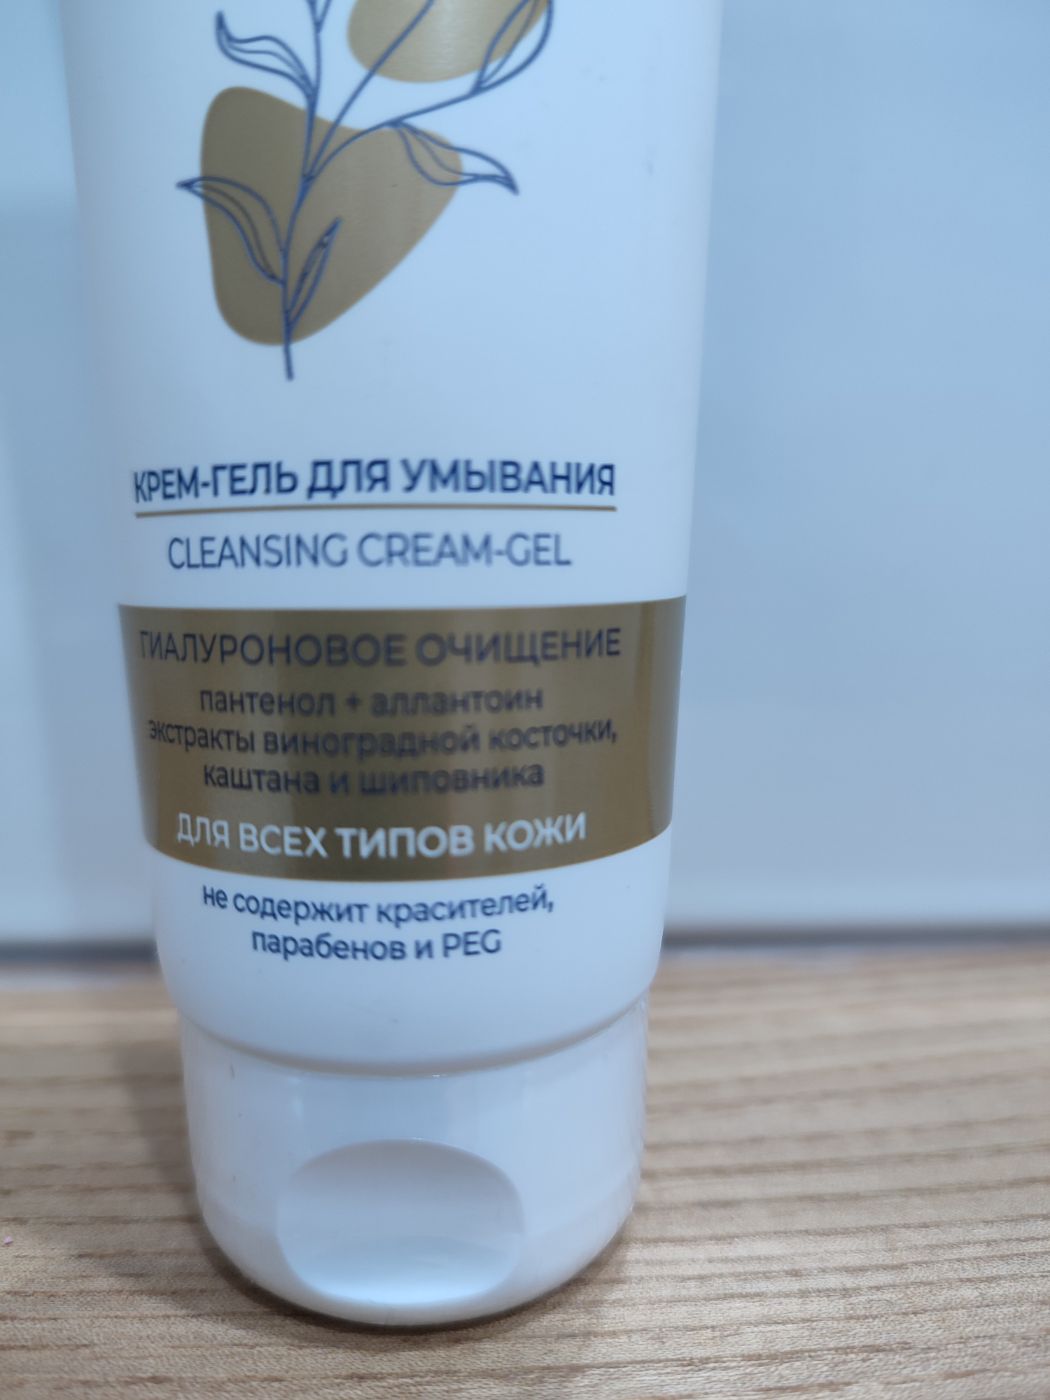 КРЕМ-ГЕЛЬ ДЛЯ УМЫВАНИЯ
CLEANSING CREAM-GEL
ГИАЛУРОНОВОЕ ОЧИЩЕНИЕ
пантенол + аллантоин
экстракты виноградной косточки,
каштана и шиповника
ДЛЯ ВСЕХ ТИПОВ КОЖИ
не содержит красителей,
парабенов и PEG